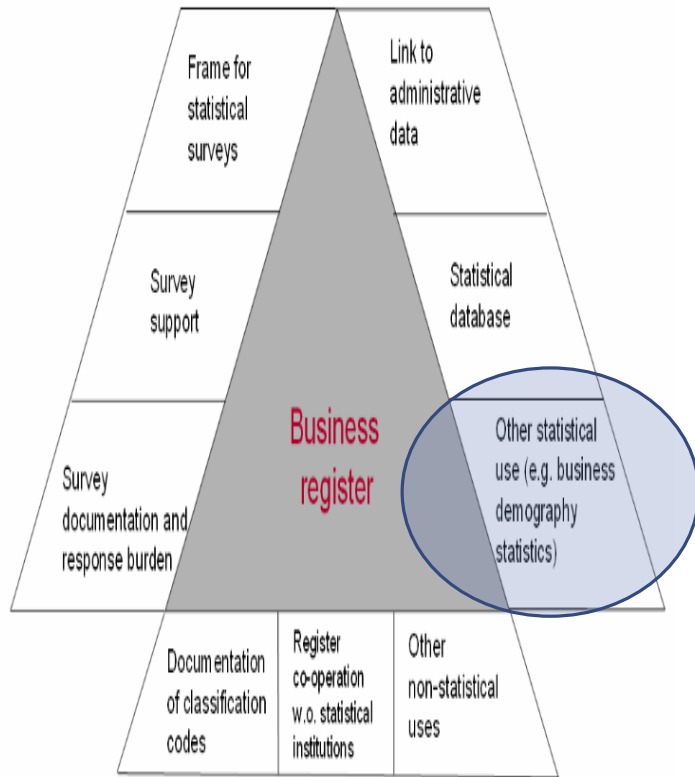 Frame for
statistical
surveys
Link to
administrative
data
Survey
support
Statistical
database
Business
register
Survey
documentation and
response burden
Other statistical
use (e.g. business
demography
statistics)
Documentation
of classification
codes
Register
co-operation
w.o. statistical
institutions
Other
non-statistical
uses